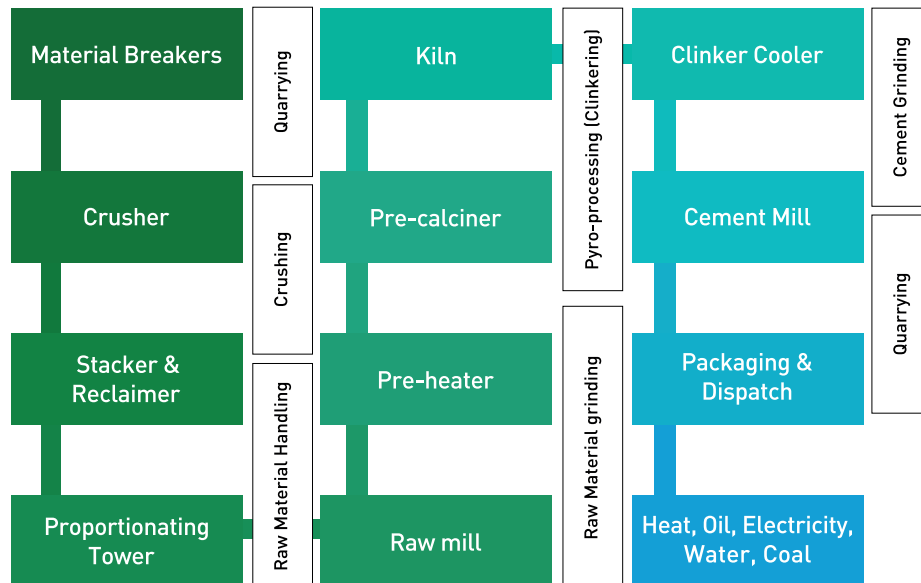 Material Breakers
Crusher
Stacker &
Reclaimer
Proportionating
Tower
Quarrying
Crushing
Raw Material Handling
Kiln
Pre-calciner
Pre-heater
Raw mill
Pyro-processing (Clinkering)
Raw Material grinding
Clinker Cooler
Cement Mill
Packaging &
Dispatch
Heat, Oil, Electricity,
Water, Coal
Cement Grinding
Quarrying